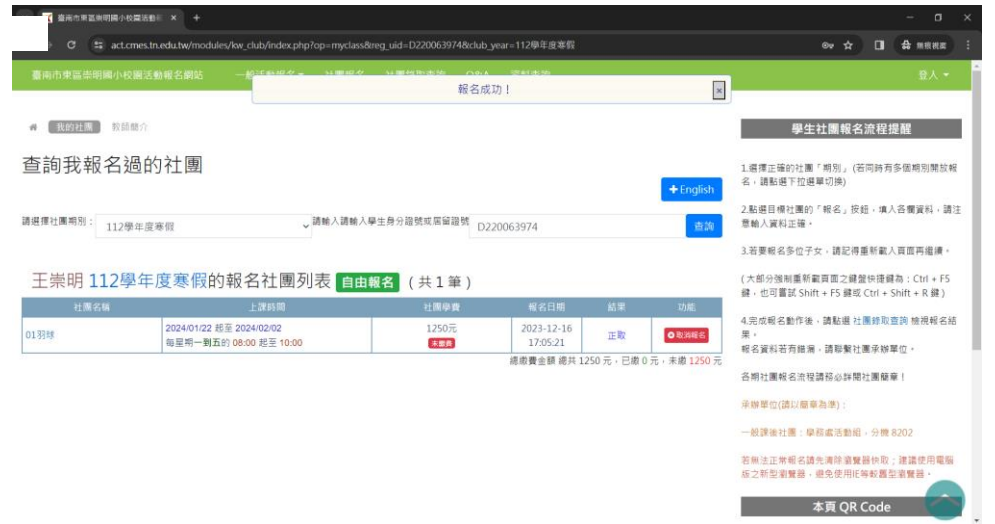 臺南市東區崇明國小校園活動
act.cmes.tn.edu.tw/modules/kw_club/index.php?op=myclass&reg_uid=D220063974&club_year=112學年度寒假
無痕視窗
臺南市東區崇明國小校園活動報名網站
一般活動報名
社團報名
社團錄取查詢
Q&A
資料查詢
登入
報名成功！
我的社團
教師簡介
查詢我報名過的社團
+ English
請選擇社團期別：
112學年度寒假
請輸入請輸入學生身分證號或居留證號
D220063974
查詢
王崇明 112學年度寒假的報名社團列表 自由報名 （共 1 筆）
社團名稱 上課時間 社團學費 報名日期 結果 功能
01羽球 2024/01/22 起至 2024/02/02 1250元 2023-12-16 正取 取消報名
每星期一到五的 08:00 起至 10:00 未繳費 17:05:21
總繳費金額 總共 1250 元，已繳 0 元，未繳 1250 元
學生社團報名流程提醒
1.選擇正確的社團「期別」(若同時有多個期別開放報
名，請點選下拉選單切換)
2.點選目標社團的「報名」按鈕，填入各欄資料，請注
意輸入資料正確。
3.若要報名多位子女，請記得重新載入頁面再繼續。
(大部分強制重新載頁面之鍵盤快捷鍵為：Ctrl + F5
鍵，也可嘗試 Shift + F5 鍵或 Ctrl + Shift + R 鍵)
4.完成報名動作後，請點選 社團錄取查詢 檢視報名結
果。
報名資料若有錯漏，請聯繫社團承辦單位。
各期社團報名流程請務必詳閱社團簡章！
承辦單位(請以簡章為準)：
一般課後社團：學務處活動組，分機 8202
若無法正常報名請先清除瀏覽器快取；建議使用電腦
版之新型瀏覽器，避免使用IE等較舊型瀏覽器。
本頁 QR Code